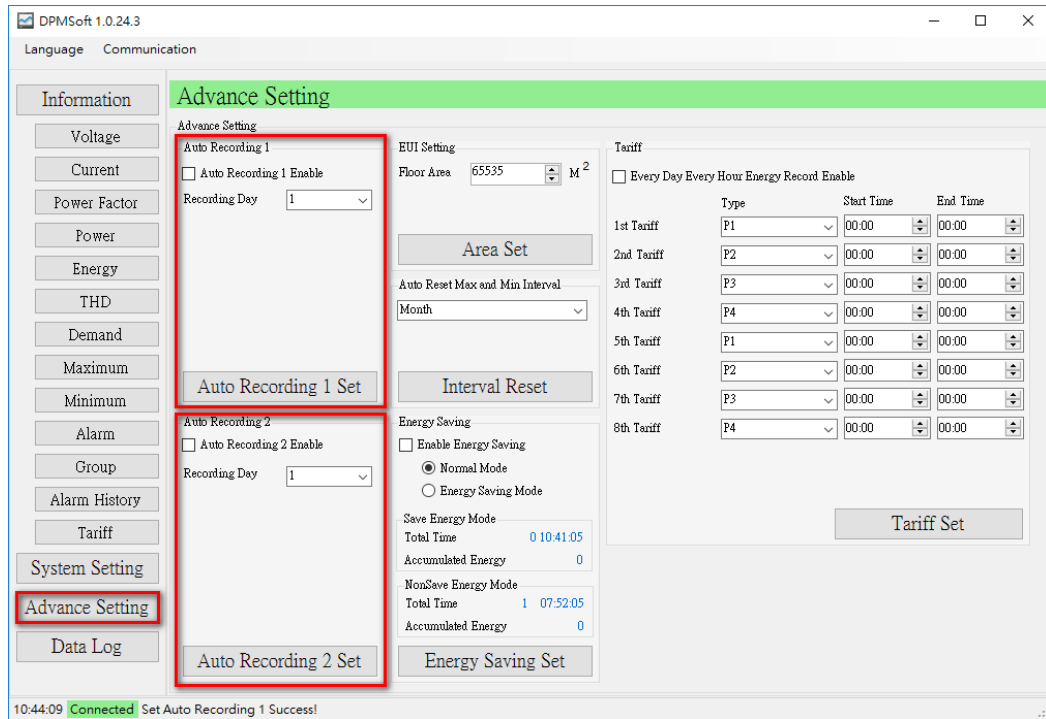 DPMSoft 1.0.24.3
Language Communication
Information
Voltage
Current
Power Factor
Power
Energy
THD
Demand
Maximum
Minimum
Alarm
Group
Alarm History
Tariff
System Setting
Advance Setting
Data Log
Advance Setting
Advance Setting
Auto Recording 1
Auto Recording 1 Enable
Recording Day 1
Auto Recording 1 Set
Auto Recording 2
Auto Recording 2 Enable
Recording Day 1
Auto Recording 2 Set
EUI Setting
Floor Area 65535 M 2
Area Set
Auto Reset Max and Min Interval
Month
Interval Reset
Energy Saving
Enable Energy Saving
Normal Mode
Energy Saving Mode
Save Energy Mode
Total Time 0 10:41:05
Accumulated Energy 0
NonSave Energy Mode
Total Time 1 07:52:05
Accumulated Energy 0
Energy Saving Set
Tariff
Every Day Every Hour Energy Record Enable
Type Start Time End Time
1st Tariff P1 00:00 00:00
2nd Tariff P2 00:00 00:00
3rd Tariff P3 00:00 00:00
4th Tariff P4 00:00 00:00
5th Tariff P1 00:00 00:00
6th Tariff P2 00:00 00:00
7th Tariff P3 00:00 00:00
8th Tariff P4 00:00 00:00
Tariff Set
10:44:09 Connected Set Auto Recording 1 Success!